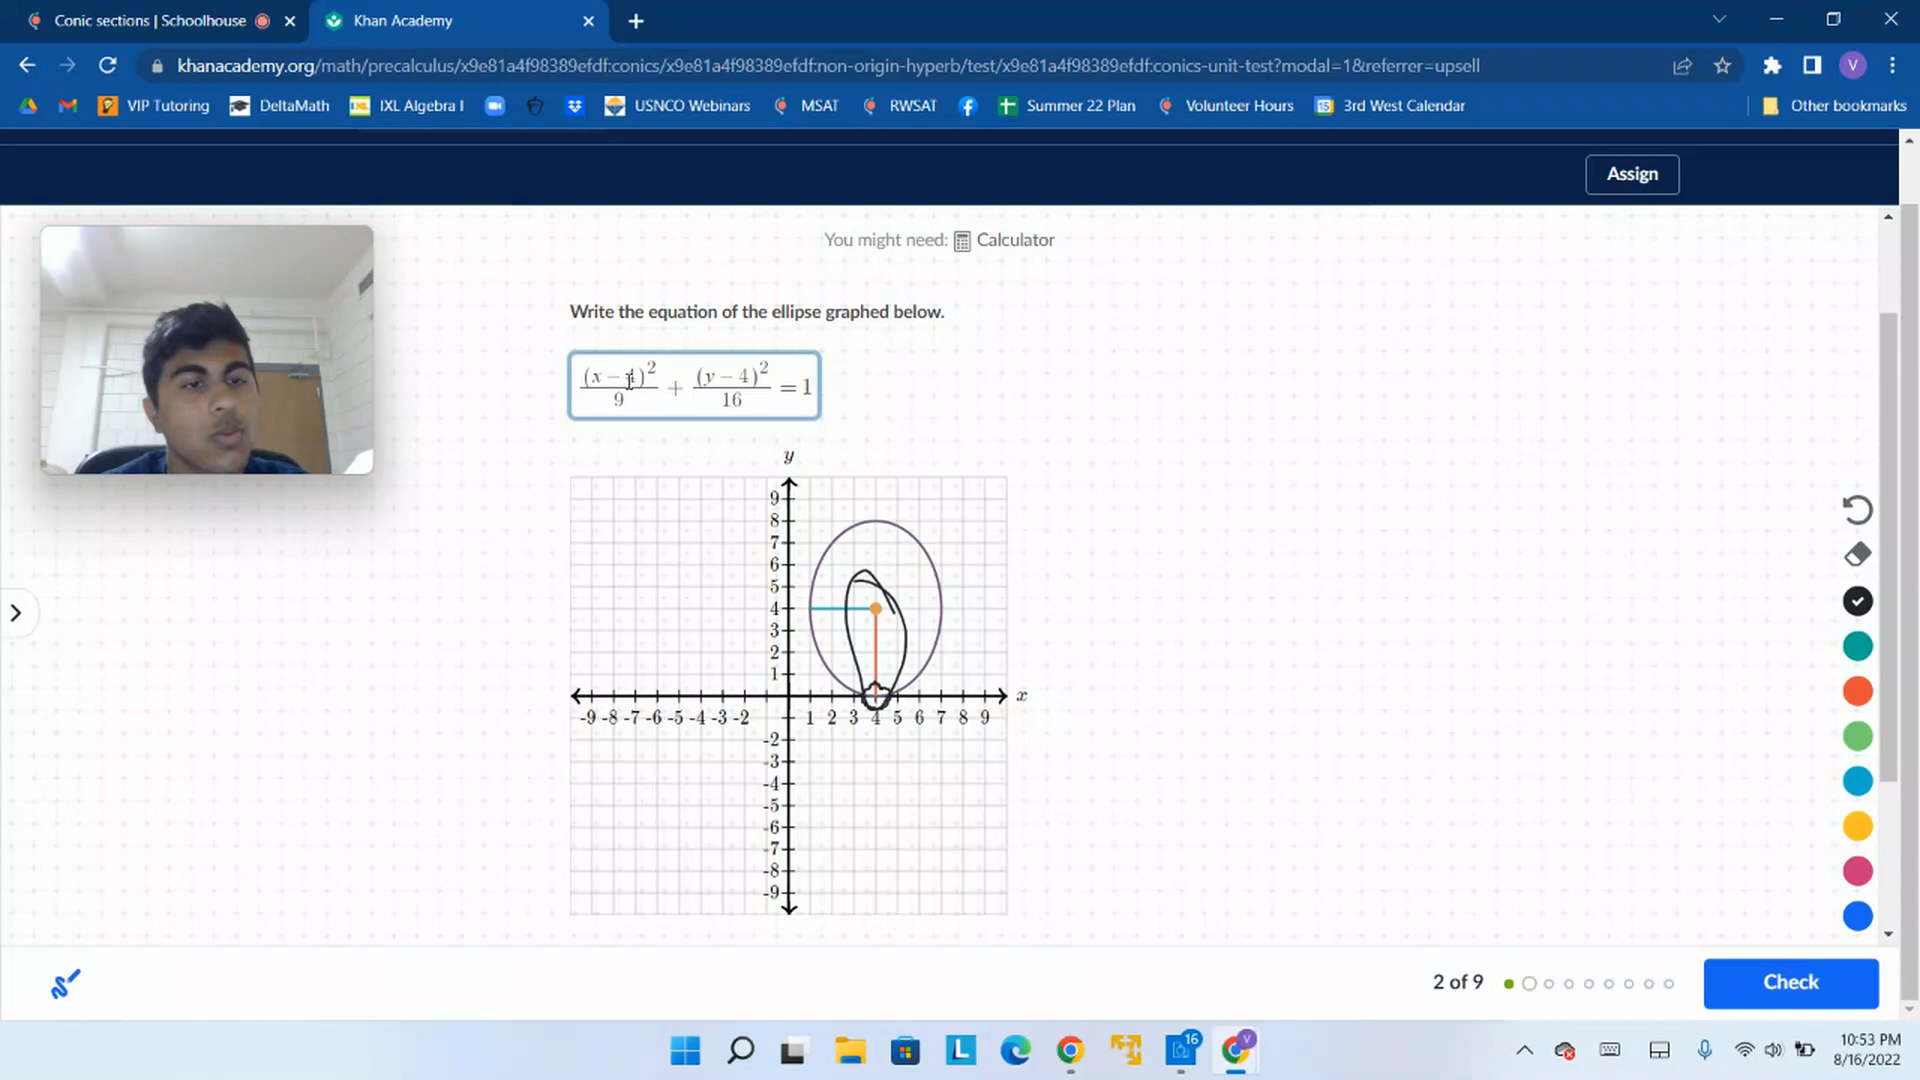 Conic sections | Schoolhouse
Khan Academy
khanacademy.org/math/precalculus/x9e81a4f98389efdf:conics/x9e81a4f98389efdf:non-origin-hyperb/test/x9e81a4f98389efdf:conics-unit-test?modal=1&referrer=upsell
V
VIP Tutoring DeltaMath IXL IXL Algebra I USNCO Webinars MSAT RWSAT Summer 22 Plan Volunteer Hours 15 3rd West Calendar Other bookmarks
Assign
You might need: Calculator
Write the equation of the ellipse graphed below.
(x − )²/9 + (y − 4)²/16 = 1
y
9
8
7
6
5
4
3
2
1
x
-9 -8 -7 -6 -5 -4 -3 -2 1 2 3 4 5 6 7 8 9
-2
-3
-4
-5
-6
-7
-8
-9
2 of 9
Check
L
16
V
10:53 PM
8/16/2022